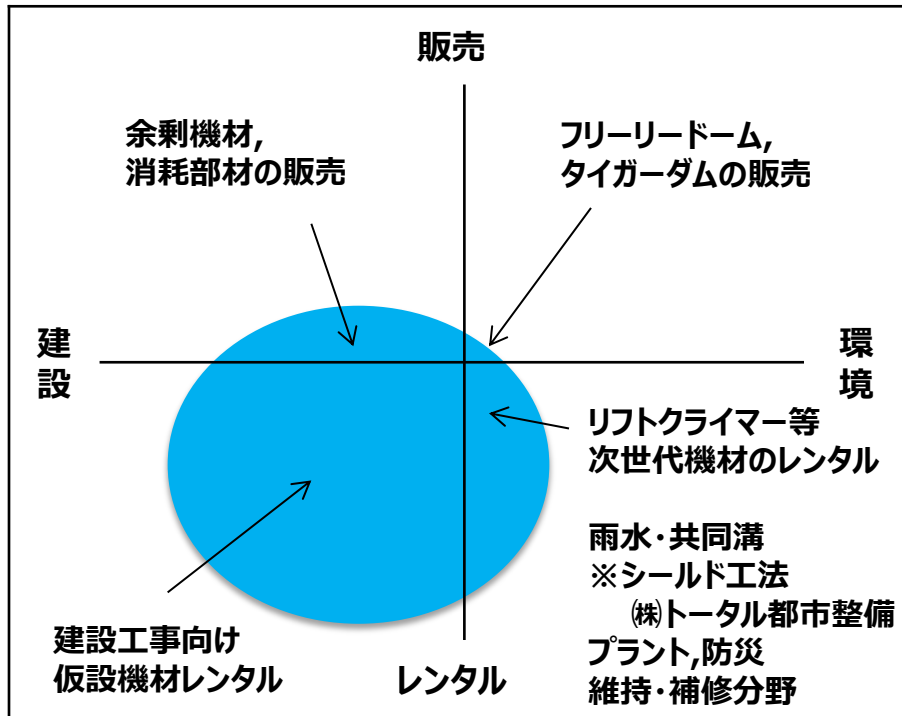 販売
余剰機材,
消耗部材の販売
フリーリードーム,
タイガーダムの販売
建
設
環
境
リフトクライマー等
次世代機材のレンタル
雨水・共同溝
※シールド工法
㈱トータル都市整備
プラント,防災
維持・補修分野
建設工事向け
仮設機材レンタル
レンタル